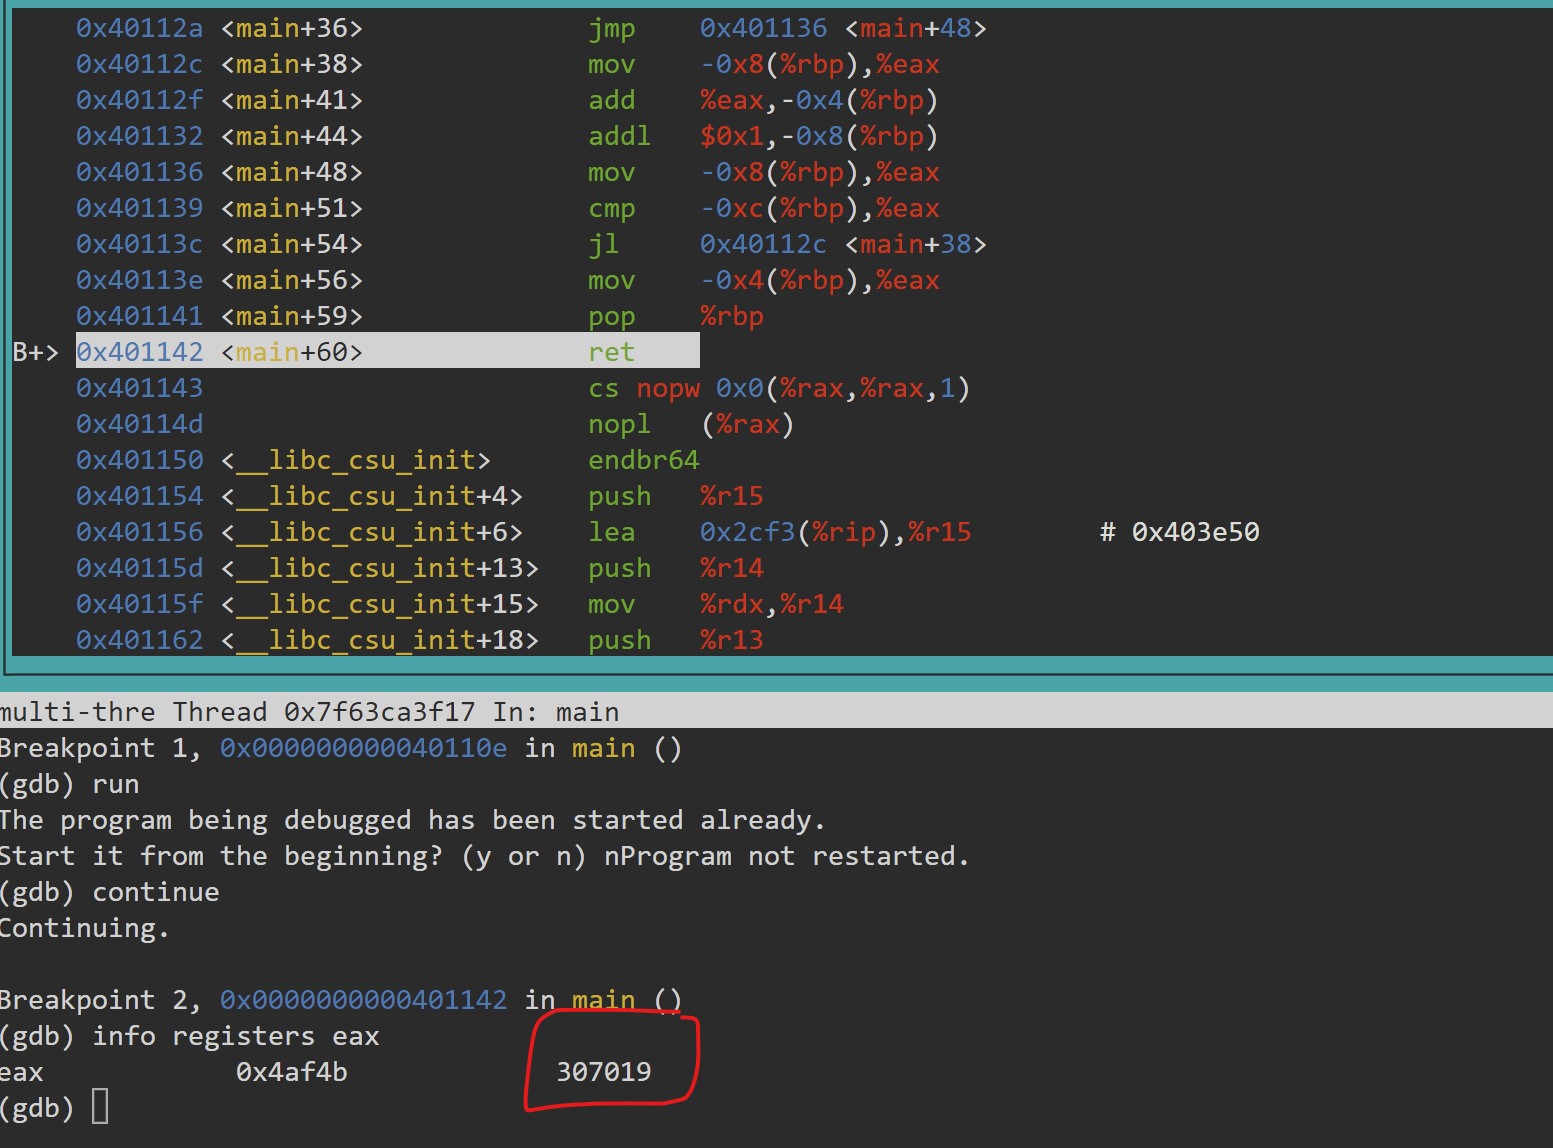 0x40112a <main+36> jmp 0x401136 <main+48>
0x40112c <main+38> mov -0x8(%rbp),%eax
0x40112f <main+41> add %eax,-0x4(%rbp)
0x401132 <main+44> addl $0x1,-0x8(%rbp)
0x401136 <main+48> mov -0x8(%rbp),%eax
0x401139 <main+51> cmp -0xc(%rbp),%eax
0x40113c <main+54> jl 0x40112c <main+38>
0x40113e <main+56> mov -0x4(%rbp),%eax
0x401141 <main+59> pop %rbp
B+> 0x401142 <main+60> ret
0x401143 cs nopw 0x0(%rax,%rax,1)
0x40114d nopl (%rax)
0x401150 <__libc_csu_init> endbr64
0x401154 <__libc_csu_init+4> push %r15
0x401156 <__libc_csu_init+6> lea 0x2cf3(%rip),%r15 # 0x403e50
0x40115d <__libc_csu_init+13> push %r14
0x40115f <__libc_csu_init+15> mov %rdx,%r14
0x401162 <__libc_csu_init+18> push %r13
multi-thre Thread 0x7f63ca3f17 In: main
Breakpoint 1, 0x000000000040110e in main ()
(gdb) run
The program being debugged has been started already.
Start it from the beginning? (y or n) nProgram not restarted.
(gdb) continue
Continuing.
Breakpoint 2, 0x0000000000401142 in main ()
(gdb) info registers eax
eax 0x4af4b 307019
(gdb)